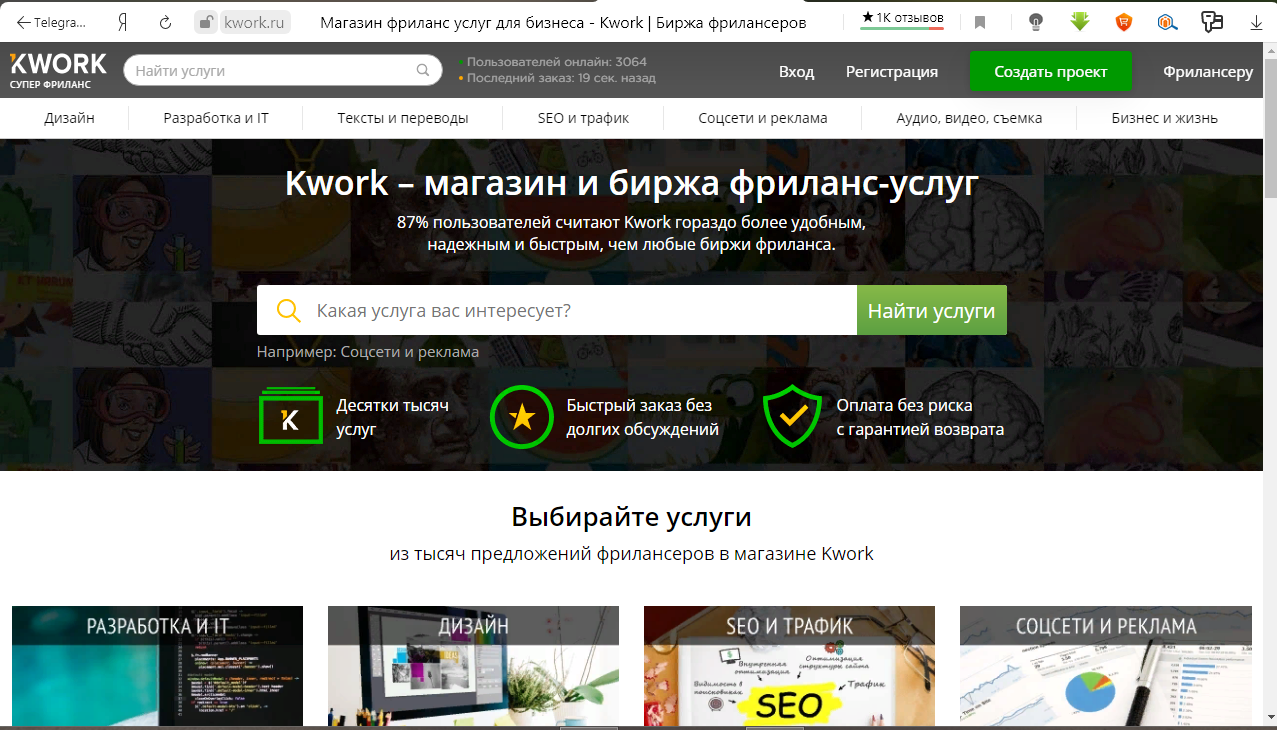 Telegra...
Я
kwork.ru
Магазин фриланс услуг для бизнеса - Kwork | Биржа фрилансеров
★ 1K отзывов
KWORK
СУПЕР ФРИЛАНС
Найти услуги
Пользователей онлайн: 3064
Последний заказ: 19 сек. назад
Вход
Регистрация
Создать проект
Фрилансеру
Дизайн
Разработка и IT
Тексты и переводы
SEO и трафик
Соцсети и реклама
Аудио, видео, съемка
Бизнес и жизнь
Kwork – магазин и биржа фриланс-услуг
87% пользователей считают Kwork гораздо более удобным,
надежным и быстрым, чем любые биржи фриланса.
Какая услуга вас интересует?
Найти услуги
Например: Соцсети и реклама
K
Десятки тысяч
услуг
Быстрый заказ без
долгих обсуждений
Оплата без риска
с гарантией возврата
Выбирайте услуги
из тысяч предложений фрилансеров в магазине Kwork
РАЗРАБОТКА И IT
ДИЗАЙН
SEO И ТРАФИК
Внутренняя
оптимизация
Оптимизация
структуры сайта
Видимость в
поисковиках
Трафик
SEO
СОЦСЕТИ И РЕКЛАМА